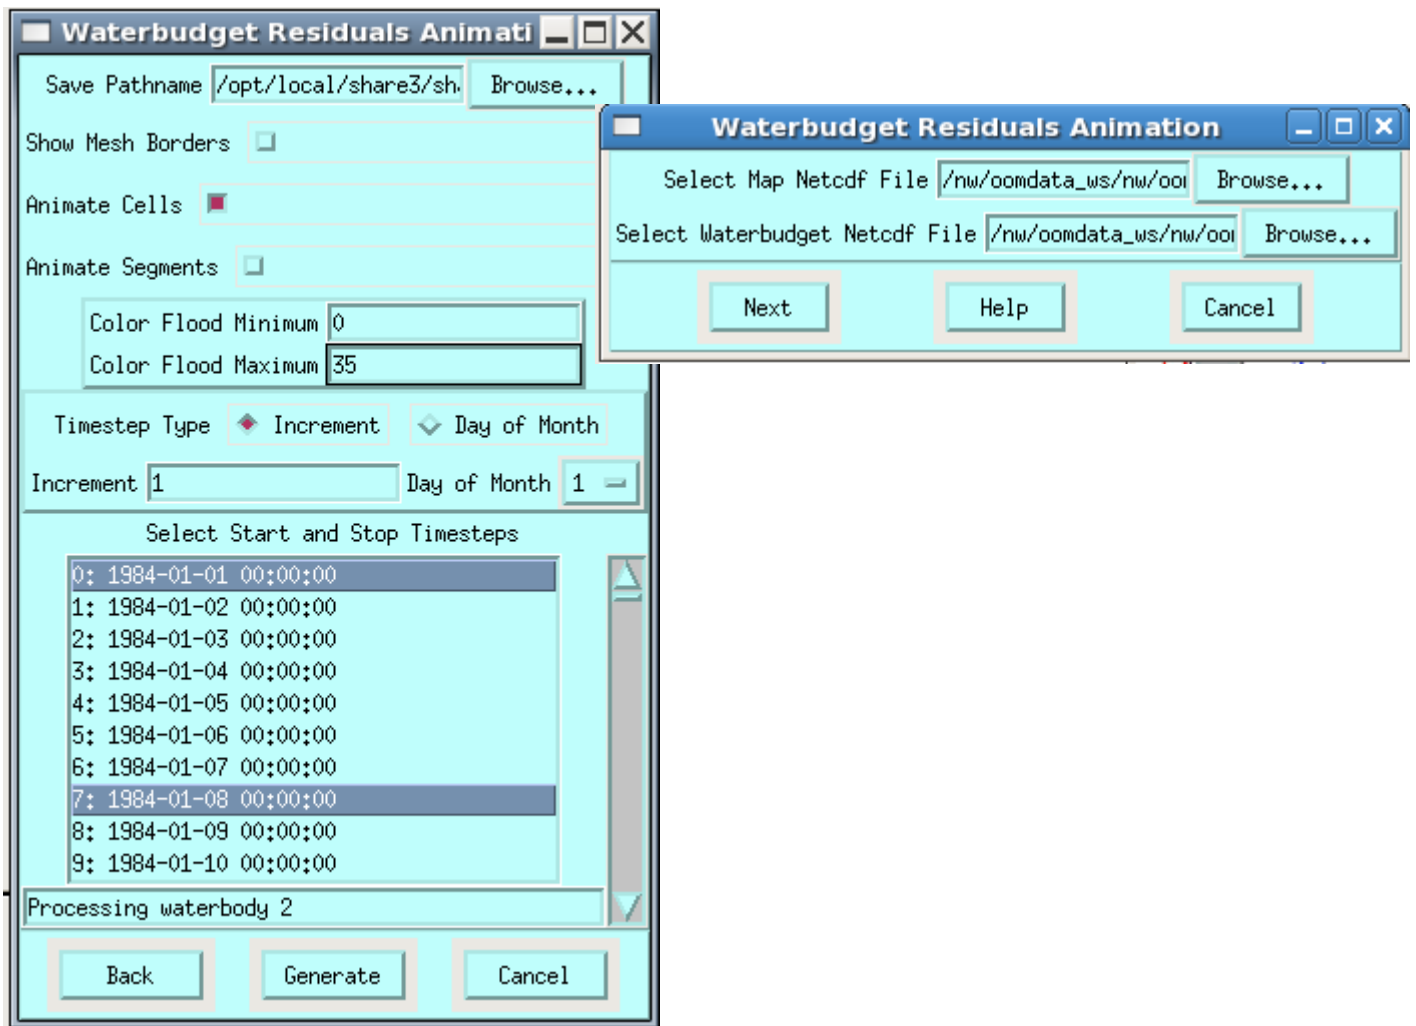 Waterbudget Residuals Animati
Save Pathname /opt/local/share3/sh Browse...
Show Mesh Borders
Animate Cells
Animate Segments
Color Flood Minimum 0
Color Flood Maximum 35
Timestep Type Increment Day of Month
Increment 1 Day of Month 1
Select Start and Stop Timesteps
0: 1984-01-01 00:00:00
1: 1984-01-02 00:00:00
2: 1984-01-03 00:00:00
3: 1984-01-04 00:00:00
4: 1984-01-05 00:00:00
5: 1984-01-06 00:00:00
6: 1984-01-07 00:00:00
7: 1984-01-08 00:00:00
8: 1984-01-09 00:00:00
9: 1984-01-10 00:00:00
Processing waterbody 2
Back Generate Cancel
Waterbudget Residuals Animation
Select Map Netcdf File /nw/oomdata_ws/nw/oo Browse...
Select Waterbudget Netcdf File /nw/oomdata_ws/nw/oo Browse...
Next Help Cancel